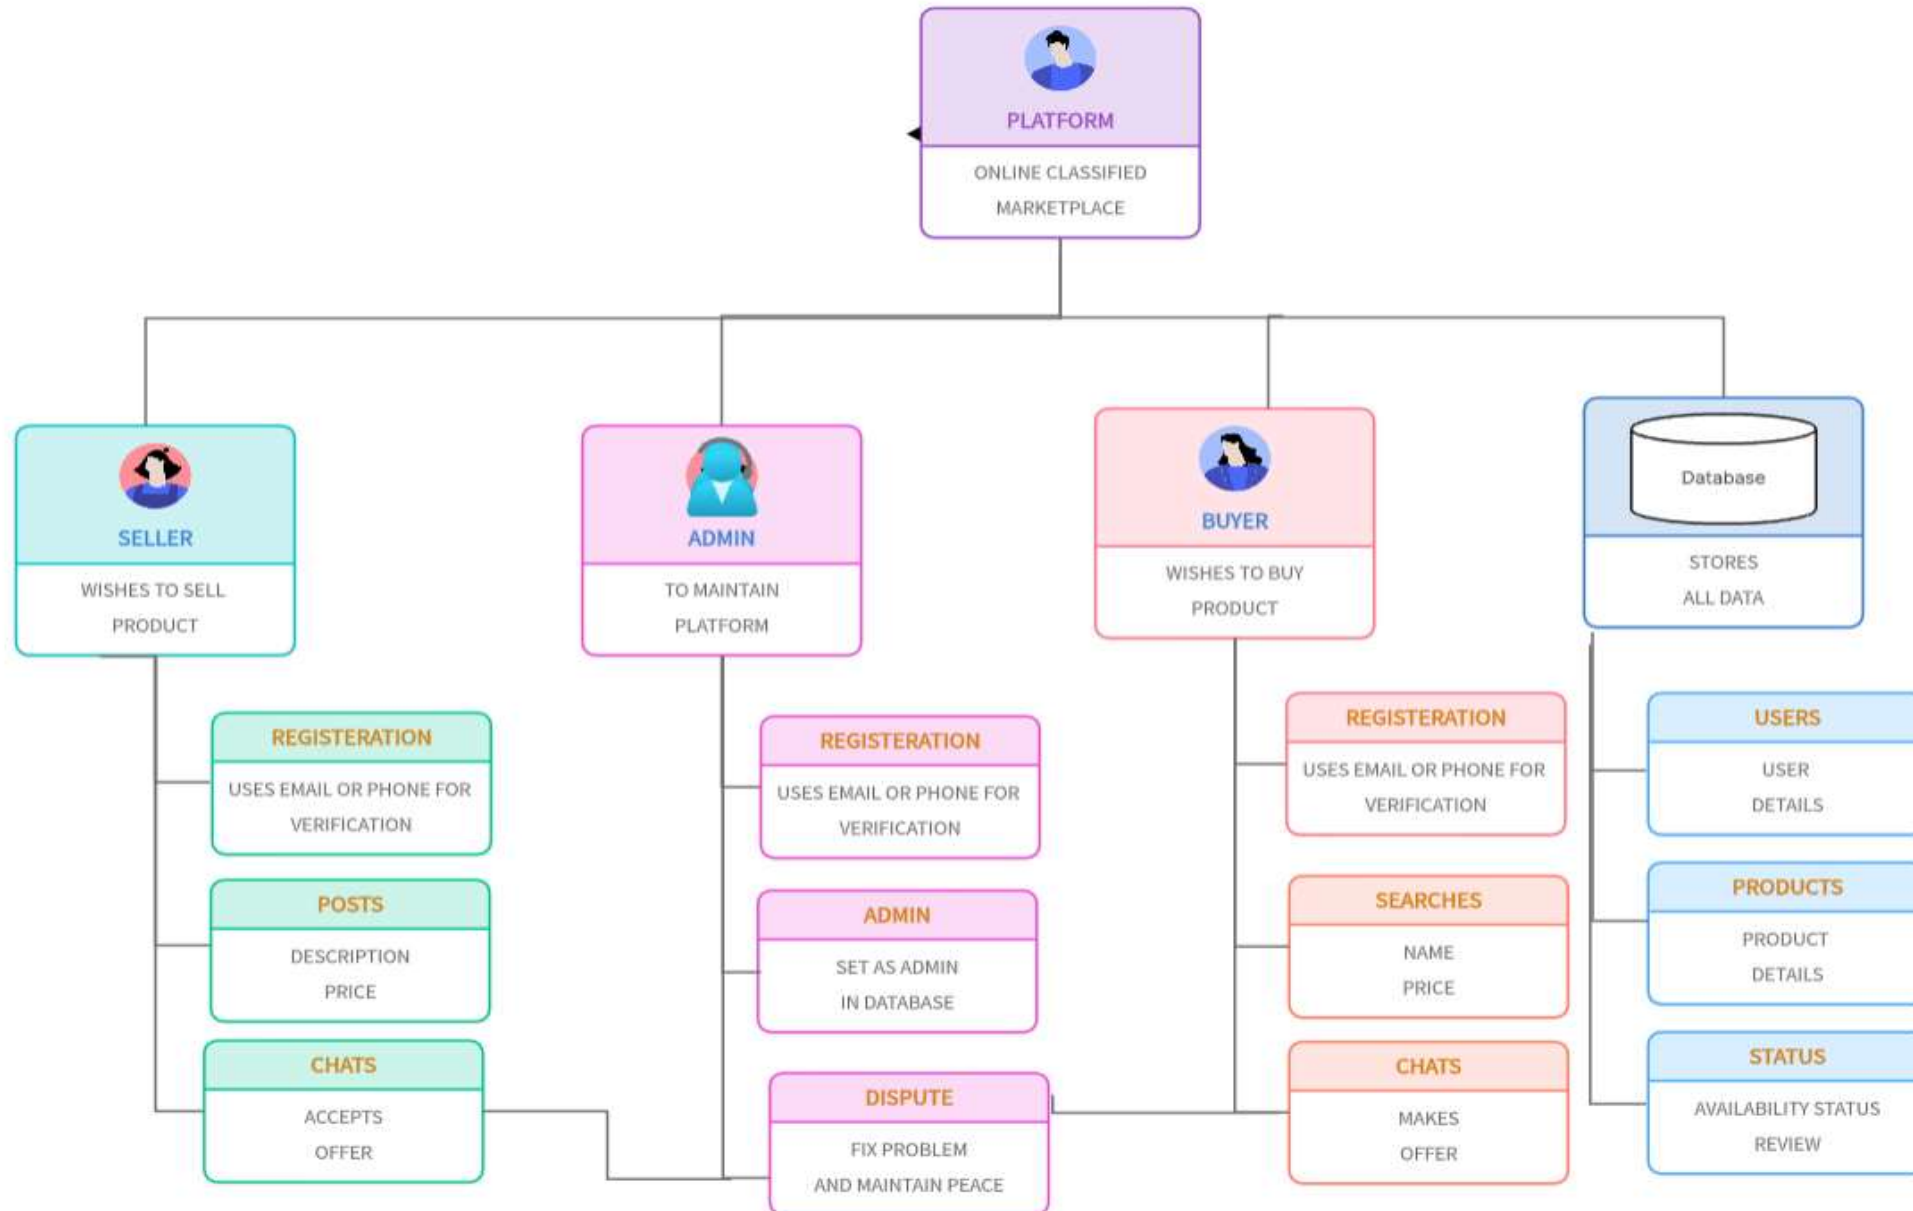 PLATFORM
ONLINE CLASSIFIED
MARKETPLACE
SELLER
WISHES TO SELL
PRODUCT
ADMIN
TO MAINTAIN
PLATFORM
BUYER
WISHES TO BUY
PRODUCT
Database
STORES
ALL DATA
REGISTERATION
USES EMAIL OR PHONE FOR
VERIFICATION
POSTS
DESCRIPTION
PRICE
CHATS
ACCEPTS
OFFER
REGISTERATION
USES EMAIL OR PHONE FOR
VERIFICATION
ADMIN
SET AS ADMIN
IN DATABASE
DISPUTE
FIX PROBLEM
AND MAINTAIN PEACE
REGISTERATION
USES EMAIL OR PHONE FOR
VERIFICATION
SEARCHES
NAME
PRICE
CHATS
MAKES
OFFER
USERS
USER
DETAILS
PRODUCTS
PRODUCT
DETAILS
STATUS
AVAILABILITY STATUS
REVIEW